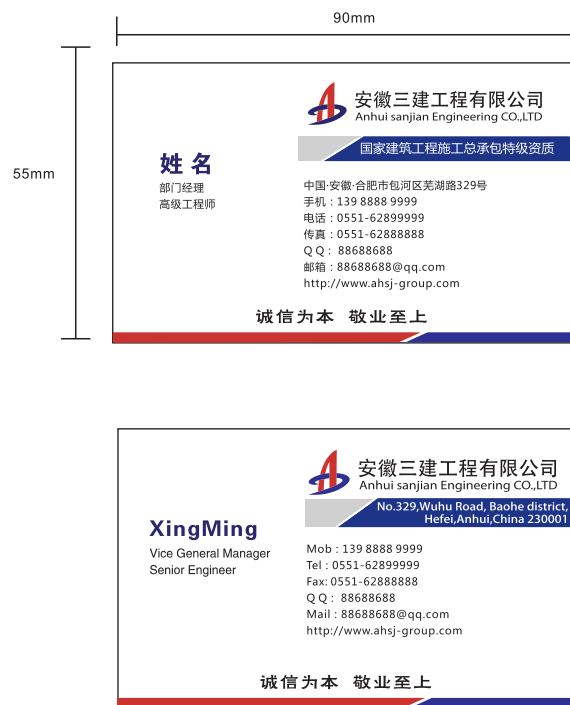 90mm
55mm
安徽三建工程有限公司
Anhui sanjian Engineering CO.,LTD
国家建筑工程施工总承包特级资质
姓 名
部门经理
高级工程师
中国·安徽·合肥市包河区芜湖路329号
手机：139 8888 9999
电话：0551-62899999
传真：0551-62888888
Q Q： 88688688
邮箱：88688688@qq.com
http://www.ahsj-group.com
诚信为本 敬业至上
安徽三建工程有限公司
Anhui sanjian Engineering CO.,LTD
No.329,Wuhu Road, Baohe district,
Hefei,Anhui,China 230001
XingMing
Vice General Manager
Senior Engineer
Mob : 139 8888 9999
Tel : 0551-62899999
Fax: 0551-62888888
Q Q : 88688688
Mail : 88688688@qq.com
http://www.ahsj-group.com
诚信为本 敬业至上